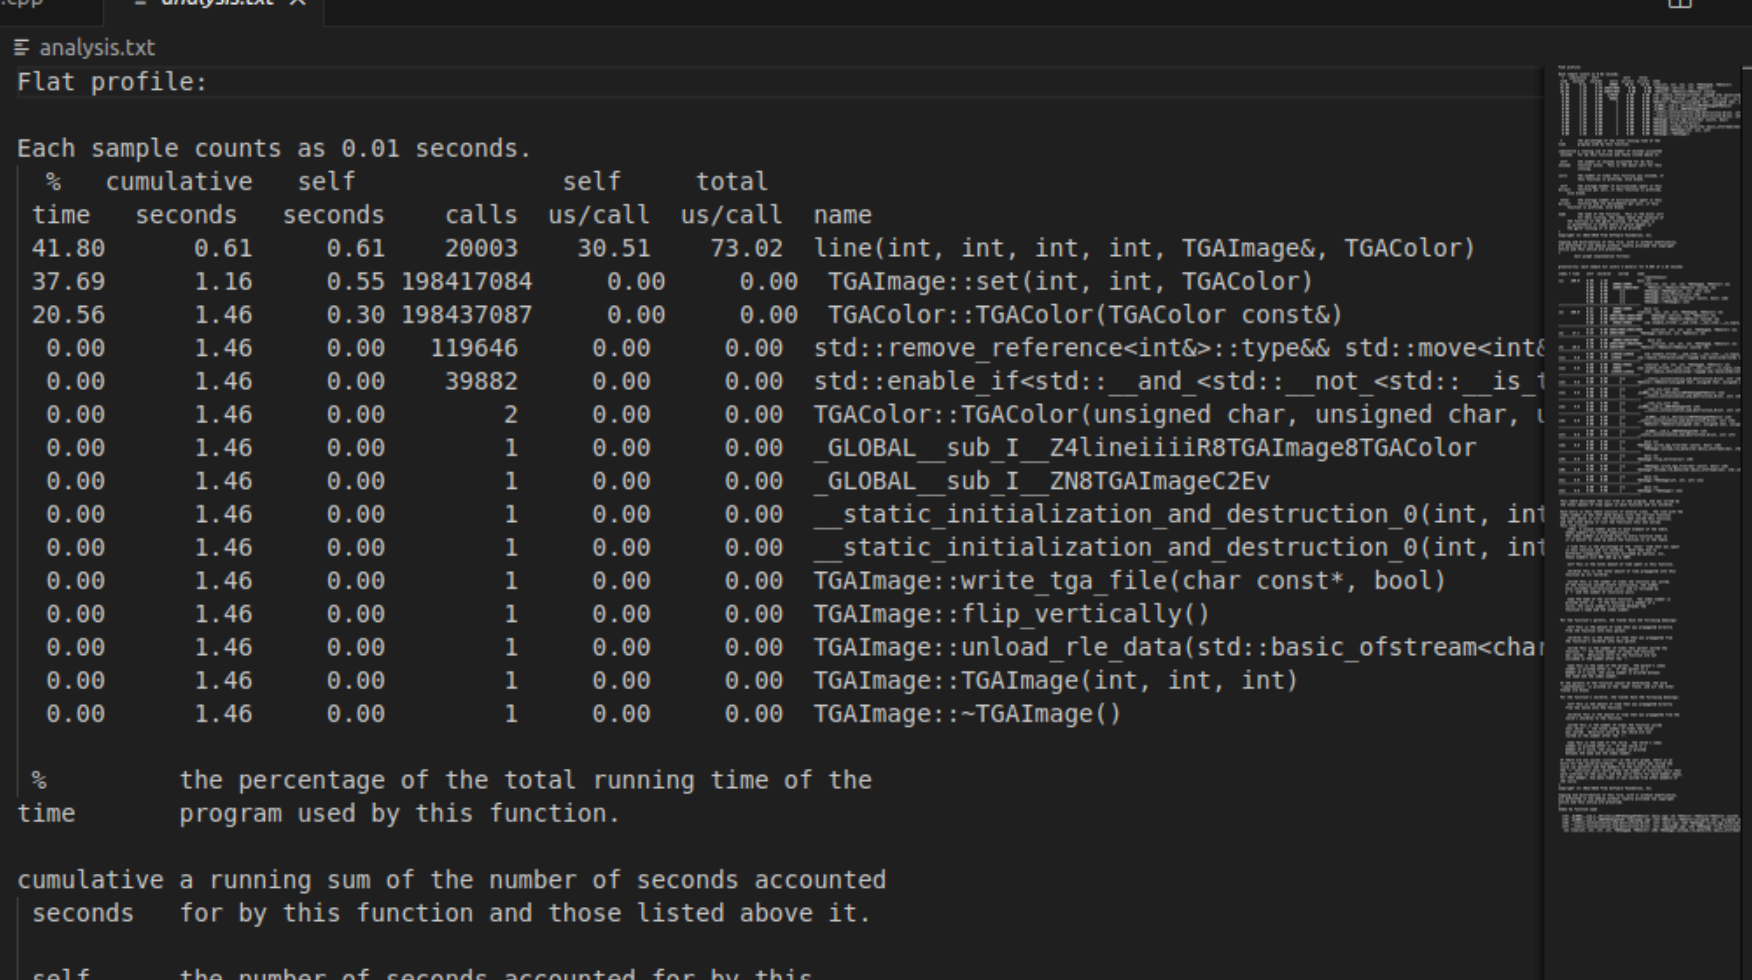 .cpp analysis.txt
analysis.txt
Flat profile:
Each sample counts as 0.01 seconds.
% cumulative self self total
time seconds seconds calls us/call us/call name
41.80 0.61 0.61 20003 30.51 73.02 line(int, int, int, int, TGAImage&, TGAColor)
37.69 1.16 0.55 198417084 0.00 0.00 TGAImage::set(int, int, TGAColor)
20.56 1.46 0.30 198437087 0.00 0.00 TGAColor::TGAColor(TGAColor const&)
0.00 1.46 0.00 119646 0.00 0.00 std::remove_reference<int&>::type&& std::move<int&
0.00 1.46 0.00 39882 0.00 0.00 std::enable_if<std::__and_<std::__not_<std::__is_t
0.00 1.46 0.00 2 0.00 0.00 TGAColor::TGAColor(unsigned char, unsigned char, u
0.00 1.46 0.00 1 0.00 0.00 _GLOBAL__sub_I__Z4lineiiiiR8TGAImage8TGAColor
0.00 1.46 0.00 1 0.00 0.00 _GLOBAL__sub_I__ZN8TGAImageC2Ev
0.00 1.46 0.00 1 0.00 0.00 __static_initialization_and_destruction_0(int, int
0.00 1.46 0.00 1 0.00 0.00 __static_initialization_and_destruction_0(int, int
0.00 1.46 0.00 1 0.00 0.00 TGAImage::write_tga_file(char const*, bool)
0.00 1.46 0.00 1 0.00 0.00 TGAImage::flip_vertically()
0.00 1.46 0.00 1 0.00 0.00 TGAImage::unload_rle_data(std::basic_ofstream<char
0.00 1.46 0.00 1 0.00 0.00 TGAImage::TGAImage(int, int, int)
0.00 1.46 0.00 1 0.00 0.00 TGAImage::~TGAImage()
% the percentage of the total running time of the
time program used by this function.
cumulative a running sum of the number of seconds accounted
seconds for by this function and those listed above it.
self the number of seconds accounted for by this